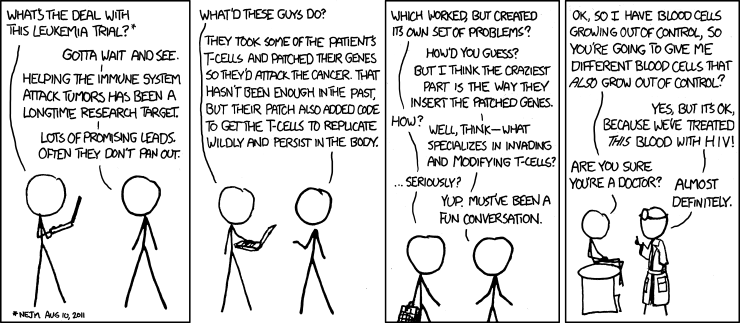 WHAT'S THE DEAL WITH
THIS LEUKEMIA TRIAL?*
GOTTA WAIT AND SEE.
HELPING THE IMMUNE SYSTEM
ATTACK TUMORS HAS BEEN A
LONGTIME RESEARCH TARGET.
LOTS OF PROMISING LEADS.
OFTEN THEY DON'T PAN OUT.
*NEJM AUG 10, 2011
WHAT'D THESE GUYS DO?
THEY TOOK SOME OF THE PATIENT'S
T-CELLS AND PATCHED THEIR GENES
SO THEY'D ATTACK THE CANCER. THAT
HASN'T BEEN ENOUGH IN THE PAST,
BUT THEIR PATCH ALSO ADDED CODE
TO GET THE T-CELLS TO REPLICATE
WILDLY AND PERSIST IN THE BODY.
WHICH WORKED, BUT CREATED
ITS OWN SET OF PROBLEMS?
HOW'D YOU GUESS?
BUT I THINK THE CRAZIEST
PART IS THE WAY THEY
INSERT THE PATCHED GENES.
HOW?
WELL, THINK—WHAT
SPECIALIZES IN INVADING
AND MODIFYING T-CELLS?
...SERIOUSLY?
YUP. MUST'VE BEEN A
FUN CONVERSATION.
OK, SO I HAVE BLOOD CELLS
GROWING OUT OF CONTROL, SO
YOU'RE GOING TO GIVE ME
DIFFERENT BLOOD CELLS THAT
ALSO GROW OUT OF CONTROL?
YES, BUT IT'S OK,
BECAUSE WE'VE TREATED
THIS BLOOD WITH HIV!
ARE YOU SURE
YOU'RE A DOCTOR?
ALMOST
DEFINITELY.